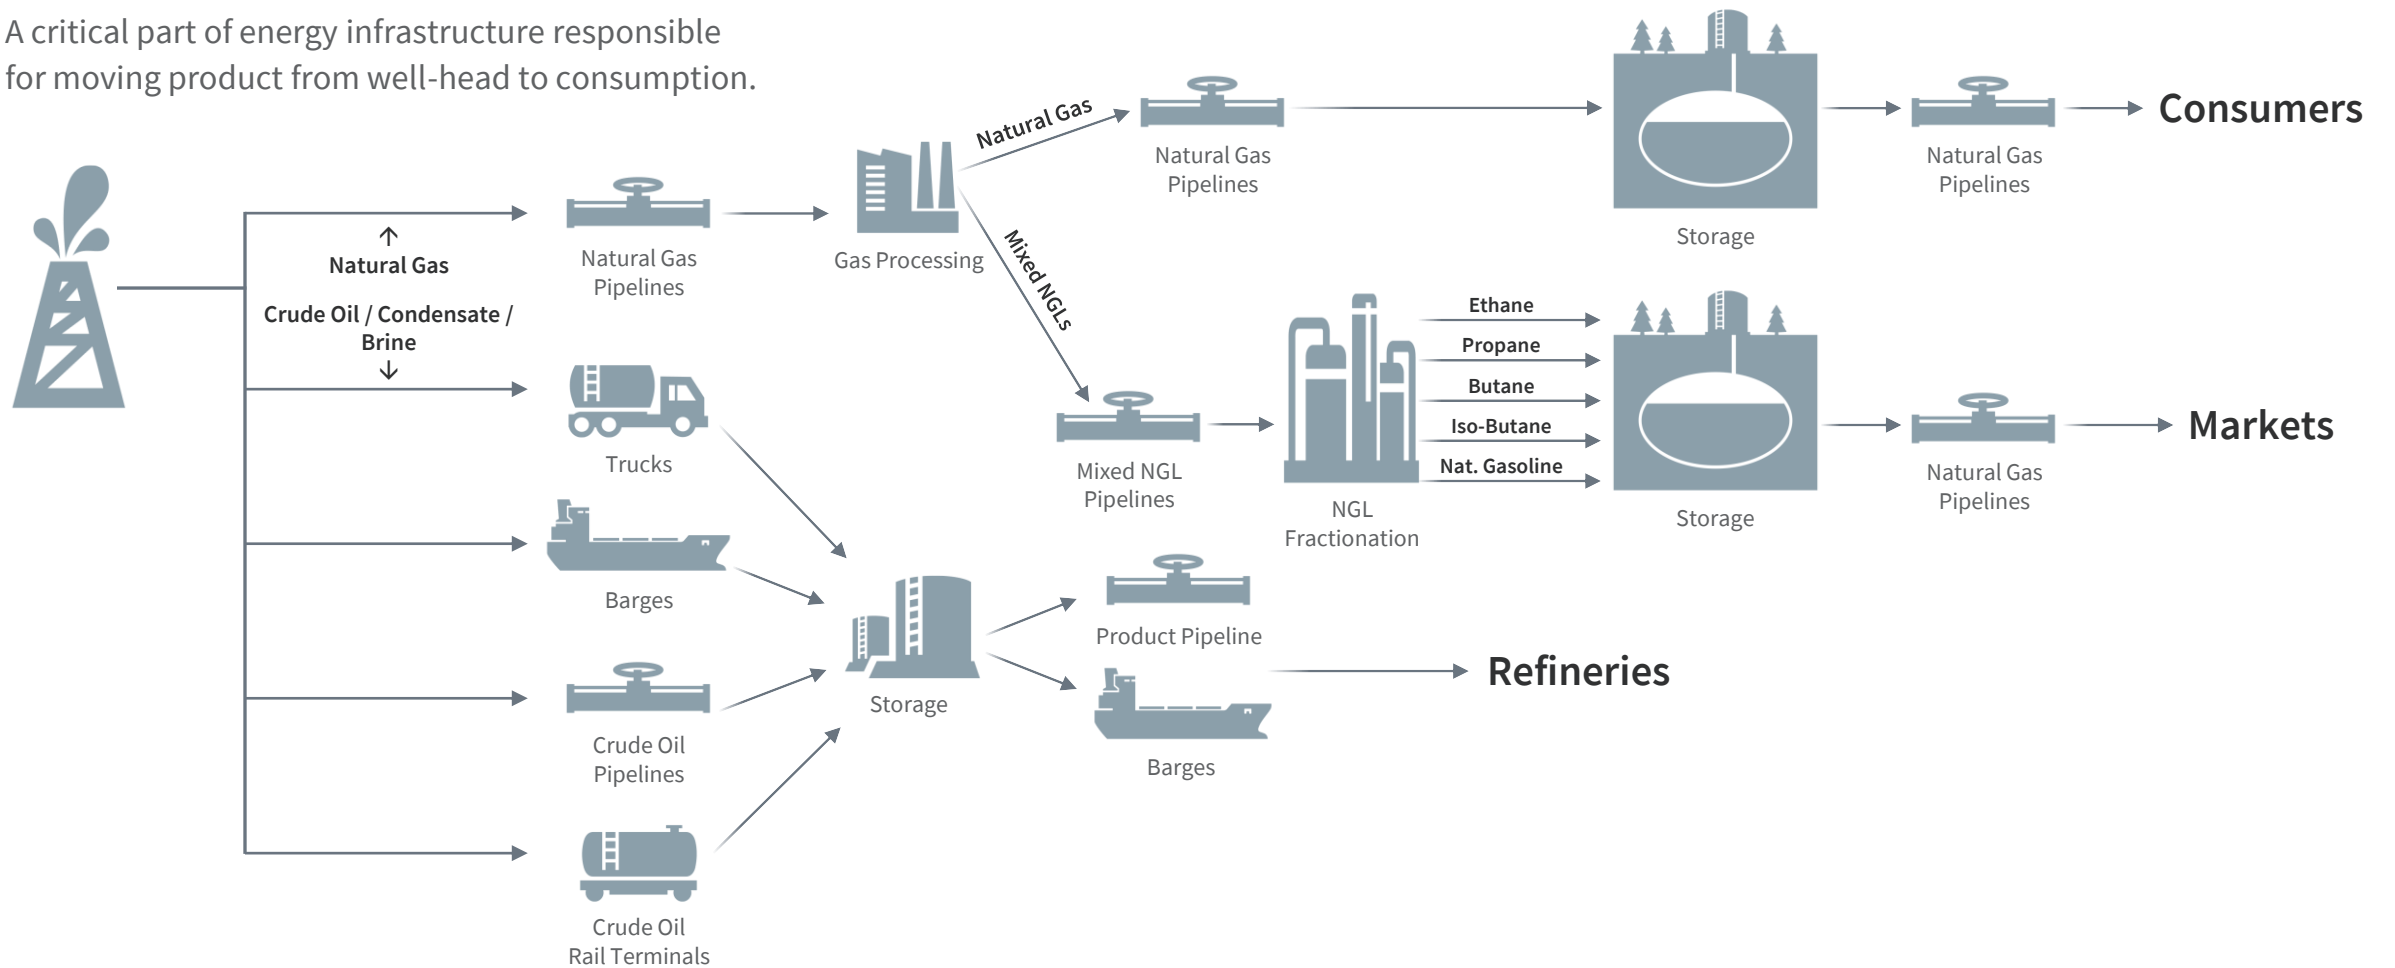 A critical part of energy infrastructure responsible
for moving product from well-head to consumption.
Natural Gas
Crude Oil / Condensate /
Brine
Natural Gas
Pipelines
Trucks
Barges
Crude Oil
Pipelines
Crude Oil
Rail Terminals
Gas Processing
Storage
Natural Gas
Mixed NGLs
Natural Gas
Pipelines
Storage
Natural Gas
Pipelines
Consumers
Mixed NGL
Pipelines
NGL
Fractionation
Ethane
Propane
Butane
Iso-Butane
Nat. Gasoline
Storage
Natural Gas
Pipelines
Markets
Product Pipeline
Barges
Refineries